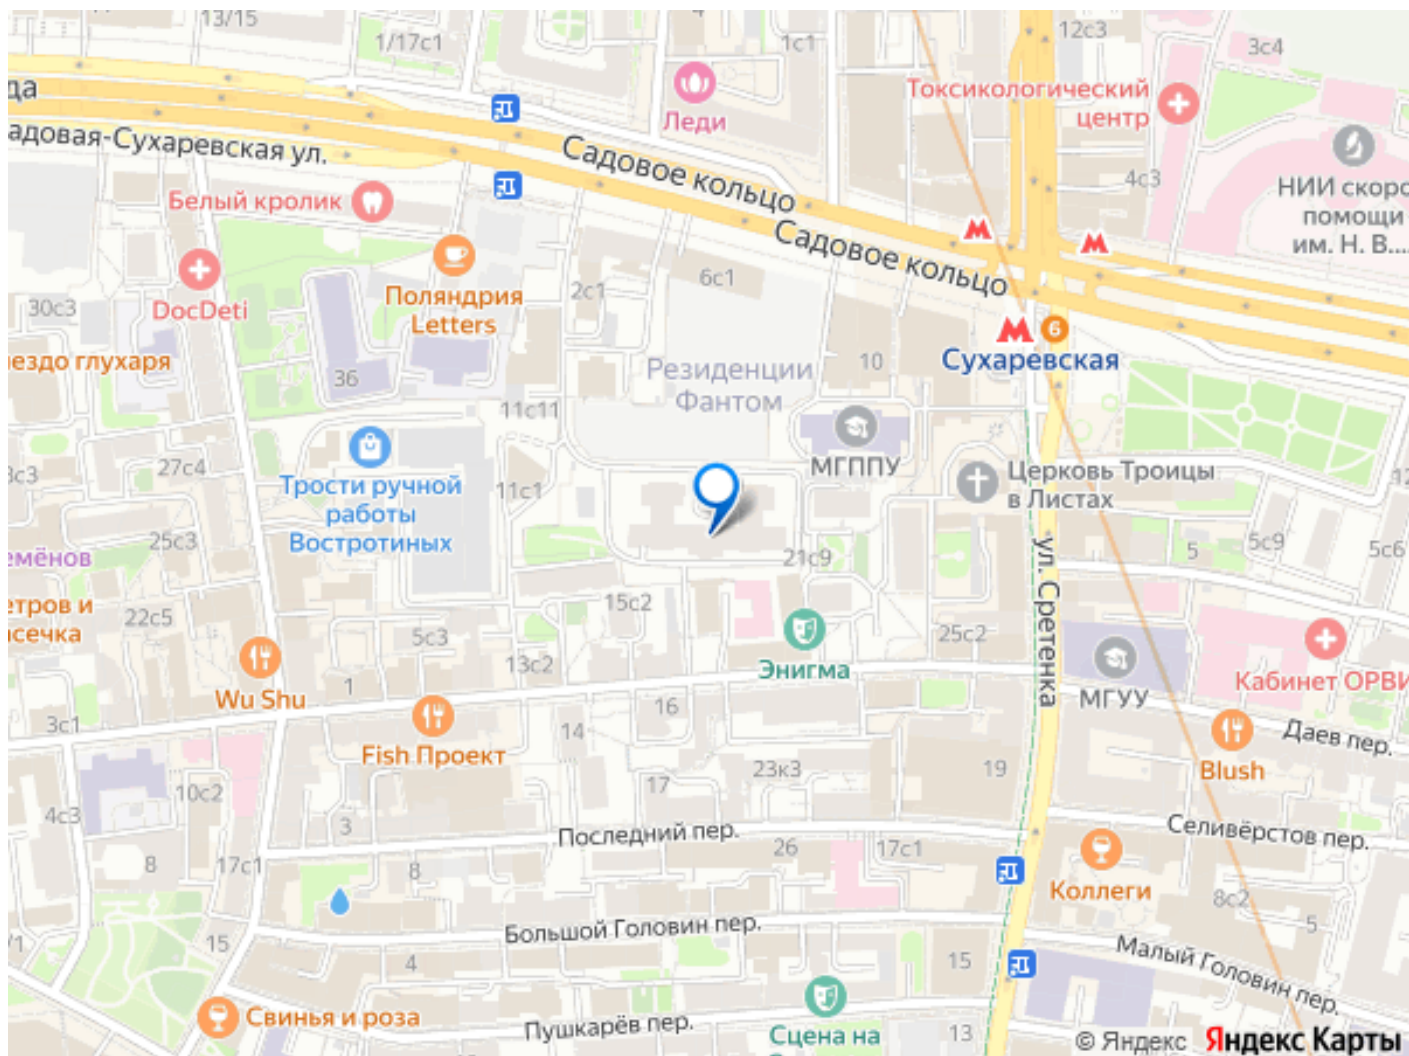 13/15
1/17с1
1с1
12с3
3с4
да
Леди
Токсикологический
центр
адовая-Сухаревская ул.
Садовое кольцо
Садовое кольцо
4с3
НИИ скоро
помощи
им. Н. В....
Белый кролик
DocDeti
30с3
Поляндрия
Letters
2с1
6с1
ездо глухаря
36
Резиденции
Фантом
10
6
Сухаревская
11с11
МГППУ
Церковь Троицы
в Листах
27с4
3с3
Трости ручной
работы
Востротиных
11с1
12
25с3
21с9
5
5с9
5с6
емёнов
ул. Сретенка
етров и
асечка
22с5
5с3
15с2
13с2
Энигма
25с2
МГУУ
Кабинет ОРВИ
Wu Shu
1
3с1
Fish Проект
14
16
Даев пер.
Blush
23к3
19
17
10с2
4с3
3
Последний пер.
Селивёрстов пер.
8
17с1
8
26
17с1
Коллеги
8с2
5
Большой Головин пер.
Малый Головин пер.
/1
15
4
15
Свинья и роза
Пушкарёв пер.
Сцена на
13
© Яндекс Яндекс Карты